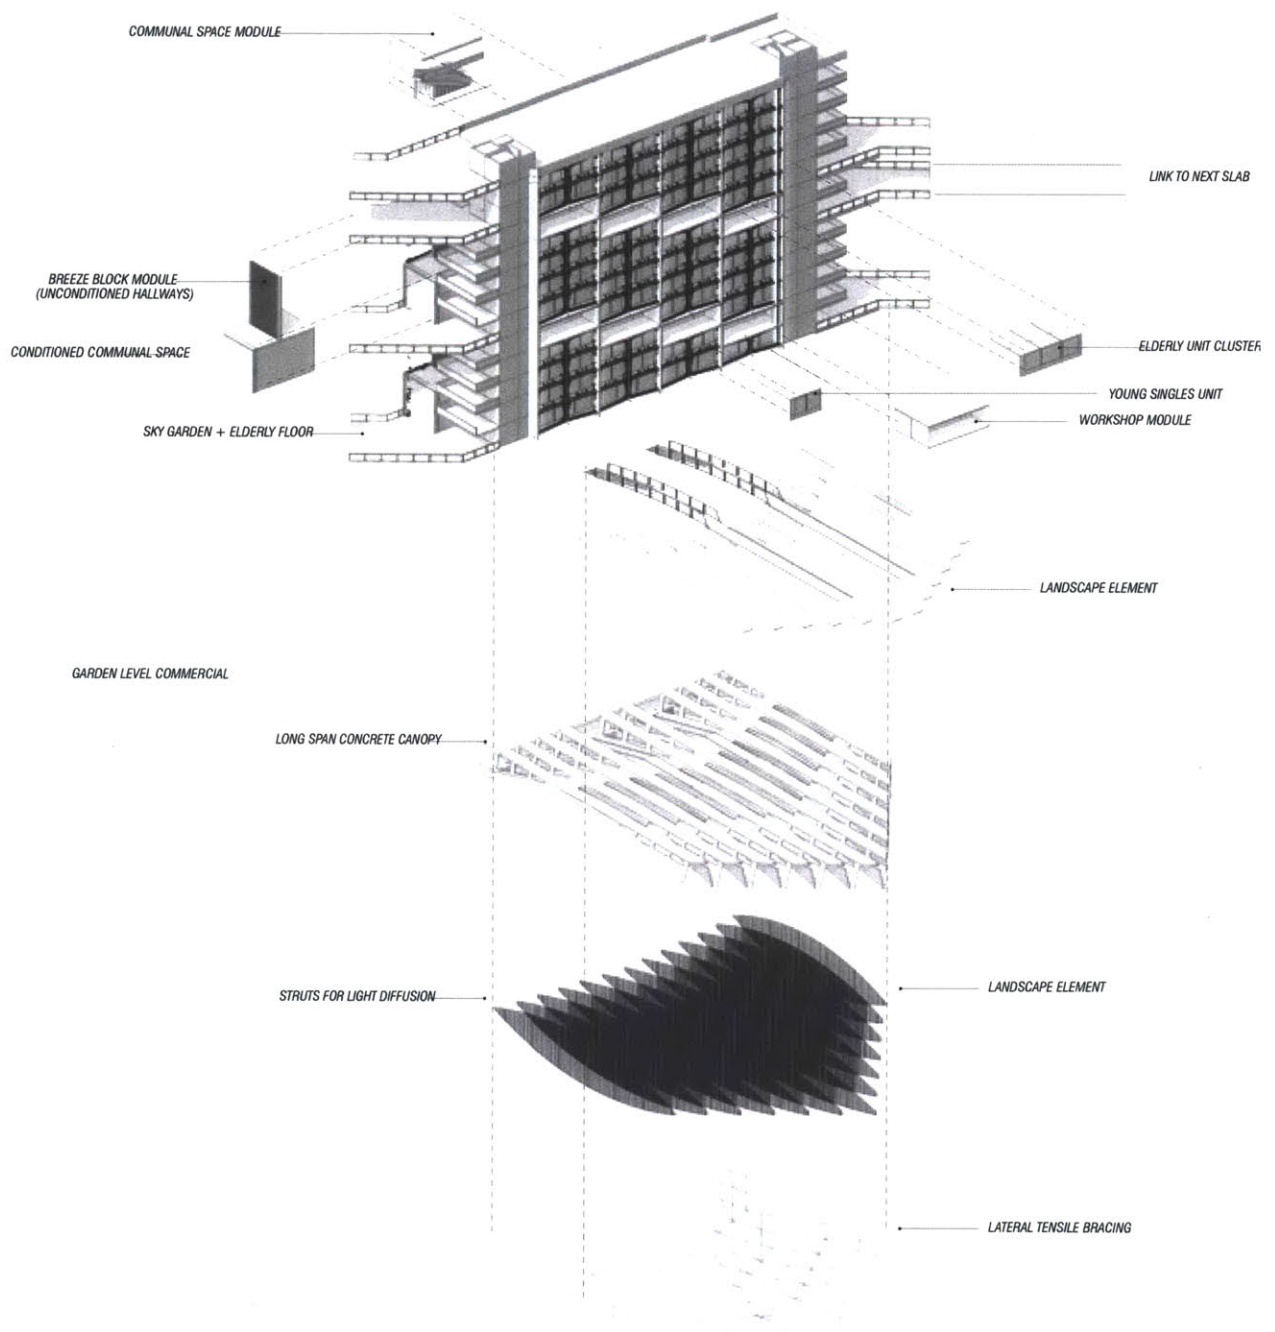 COMMUNAL SPACE MODULE
LINK TO NEXT SLAB
BREEZE BLOCK MODULE
(UNCONDITIONED HALLWAYS)
CONDITIONED COMMUNAL SPACE
ELDERLY UNIT CLUSTER
YOUNG SINGLES UNIT
WORKSHOP MODULE
SKY GARDEN + ELDERLY FLOOR
LANDSCAPE ELEMENT
GARDEN LEVEL COMMERCIAL
LONG SPAN CONCRETE CANOPY
STRUTS FOR LIGHT DIFFUSION
LANDSCAPE ELEMENT
LATERAL TENSILE BRACING